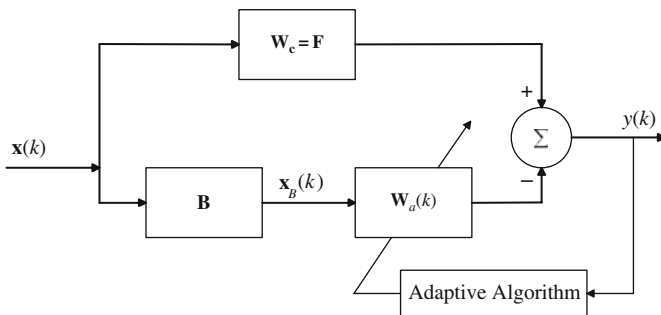 W_c = F
+
x(k)
Σ
y(k)
−
B
x_B(k)
W_a(k)
Adaptive Algorithm